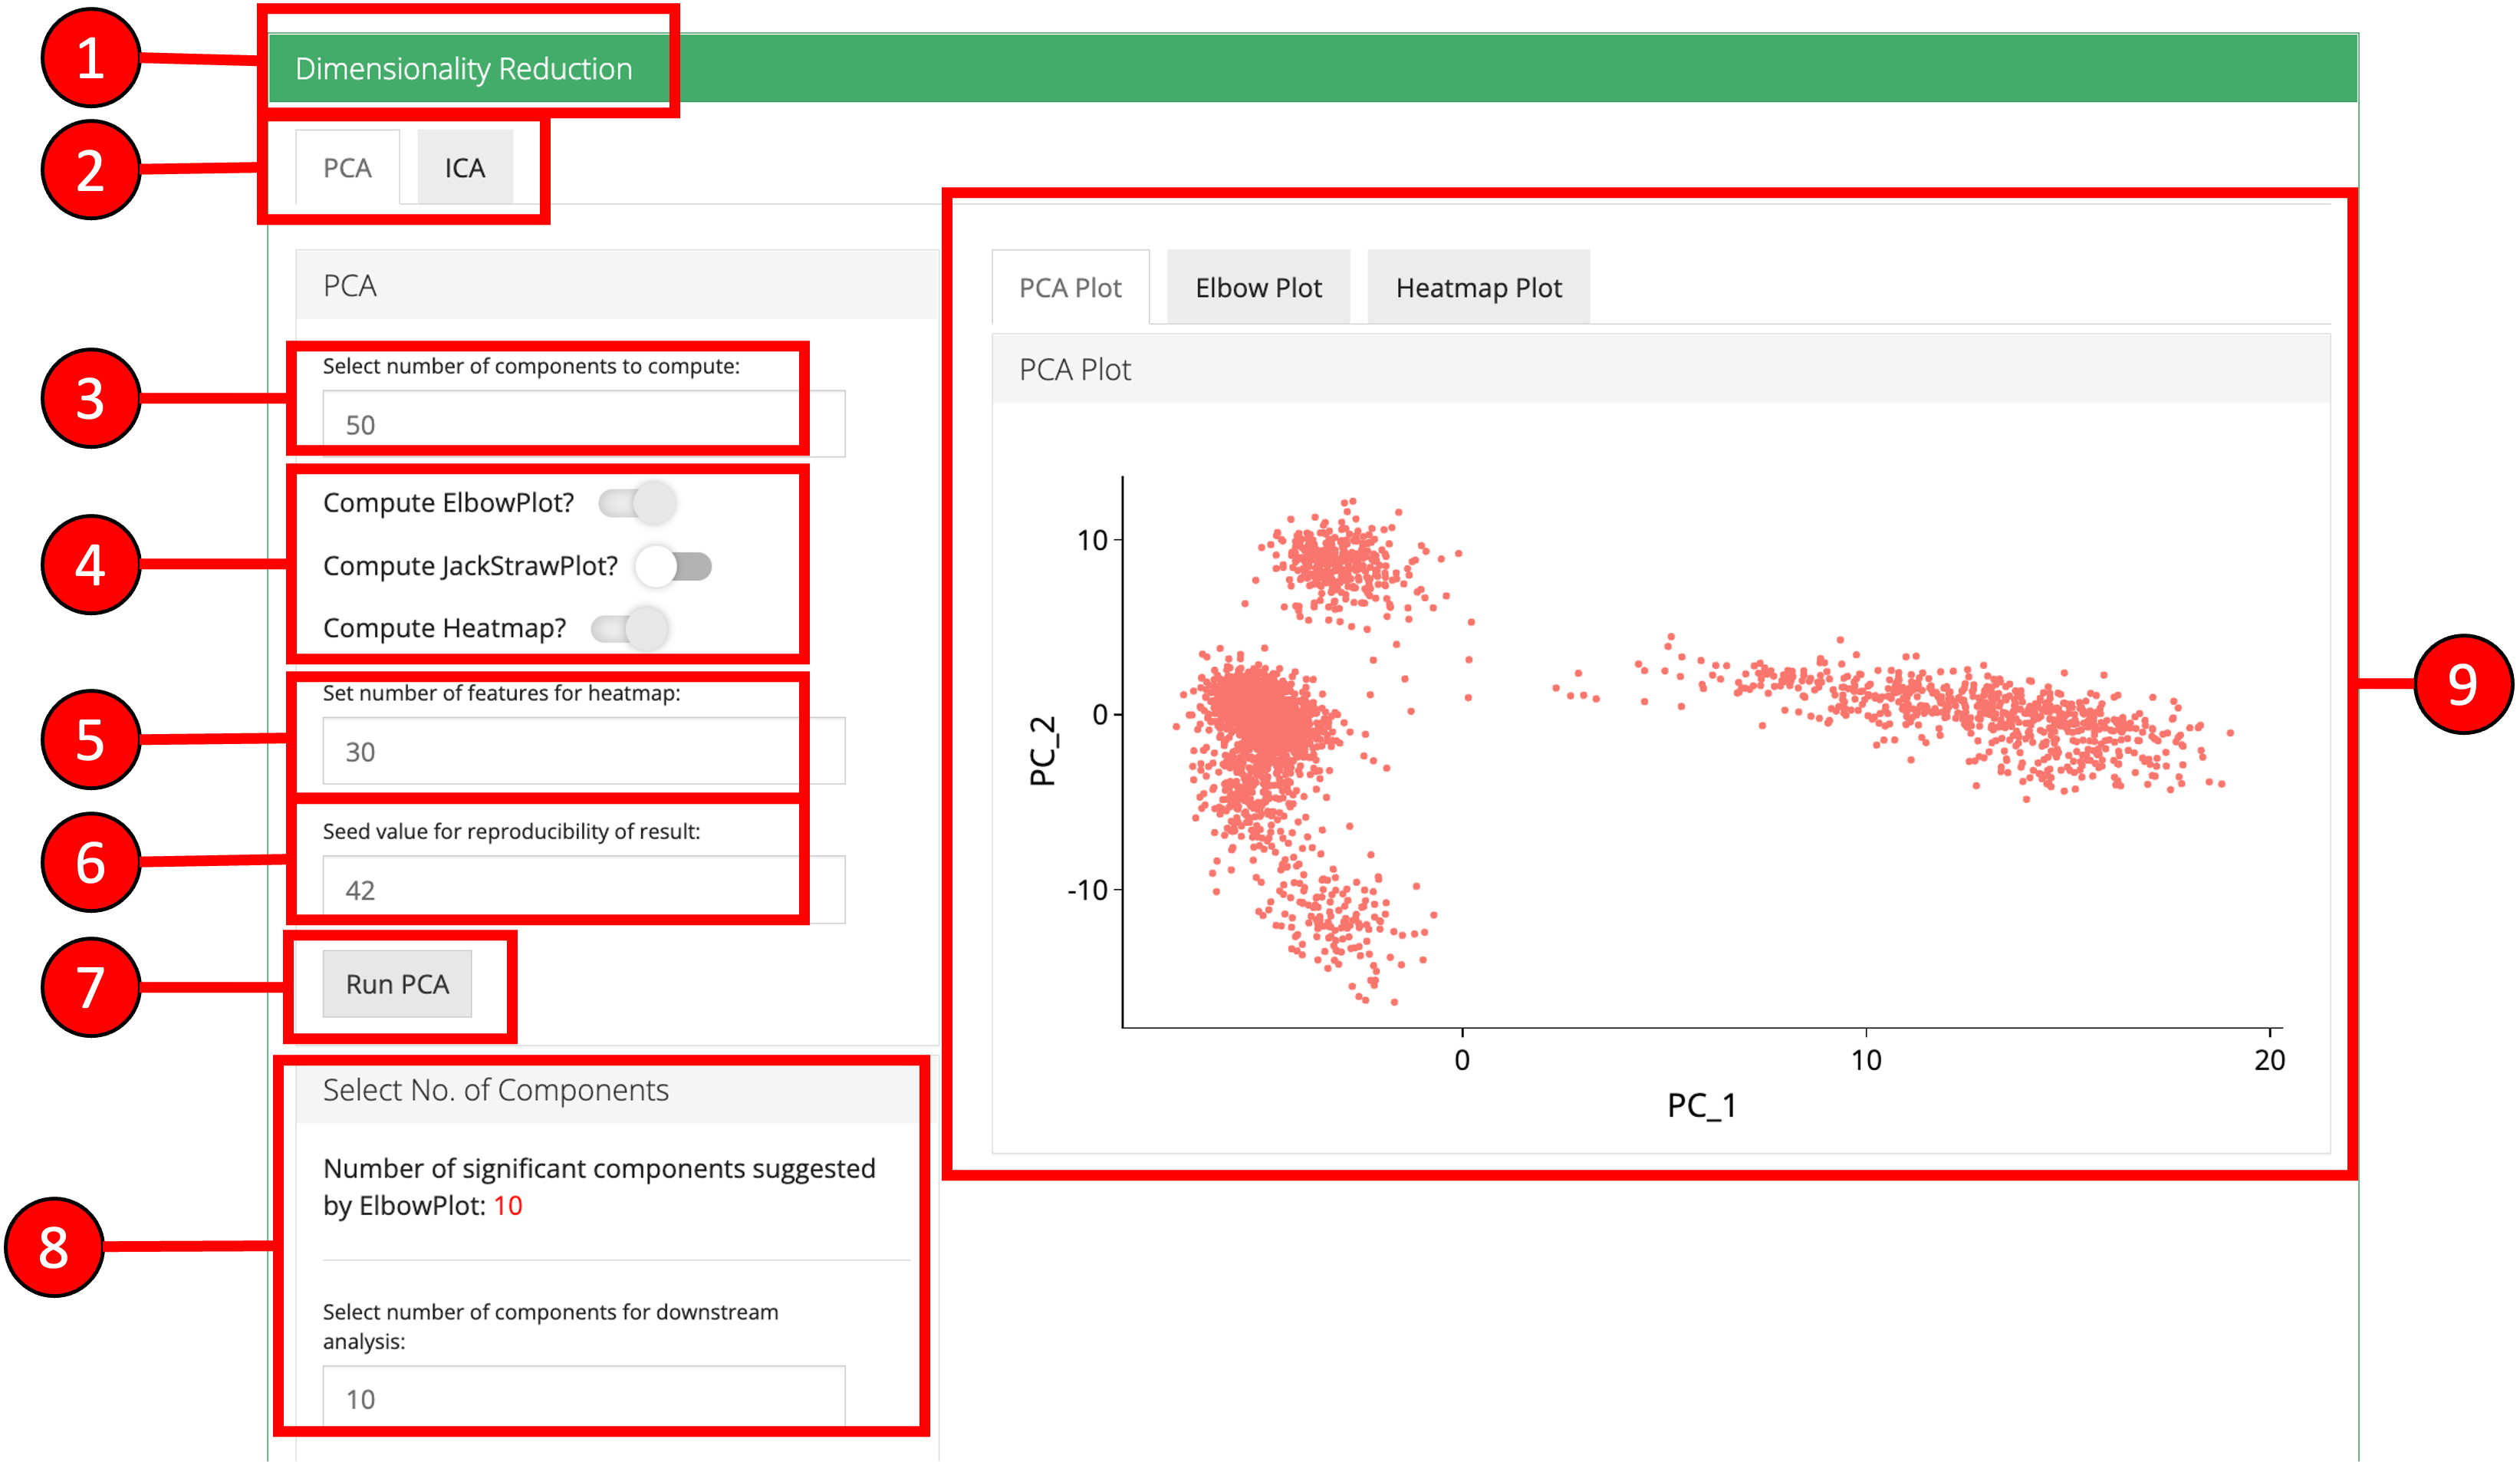 1
Dimensionality Reduction
2
PCA
ICA
PCA
3
Select number of components to compute:
50
4
Compute ElbowPlot?
Compute JackStrawPlot?
Compute Heatmap?
5
Set number of features for heatmap:
30
6
Seed value for reproducibility of result:
42
7
Run PCA
8
Select No. of Components
Number of significant components suggested
by ElbowPlot: 10
Select number of components for downstream
analysis:
10
PCA Plot
Elbow Plot
Heatmap Plot
PCA Plot
10
0
-10
PC_2
0
10
20
PC_1
9